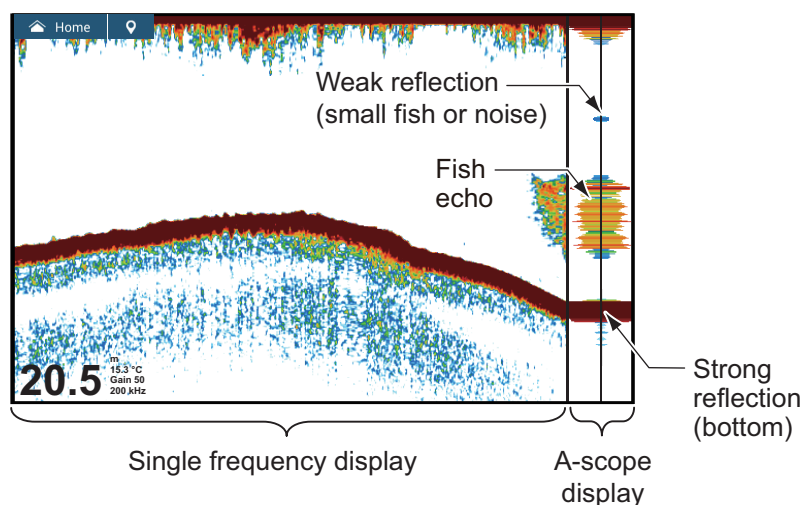 Home
Weak reflection
(small fish or noise)
Fish
echo
20.5
m
15.3 °C
Gain 50
200 kHz
Strong
reflection
(bottom)
Single frequency display
A-scope
display